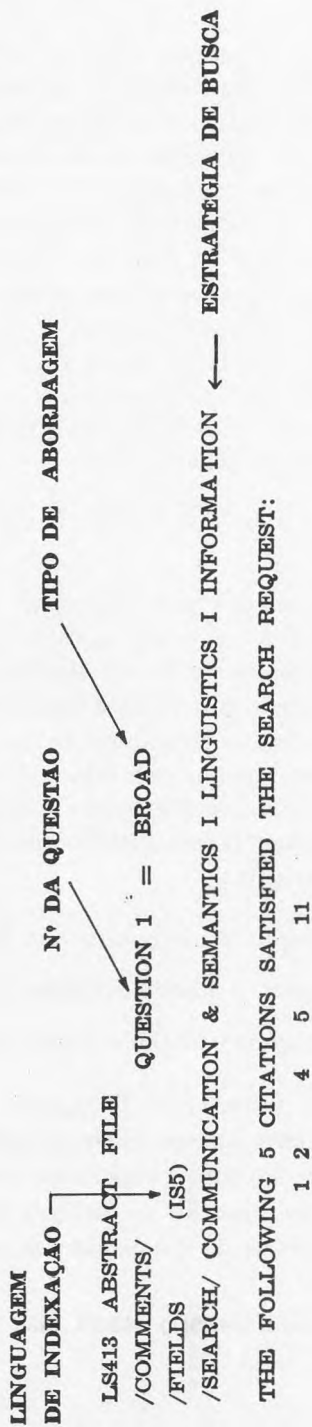 LINGUAGEM
DE INDEXAÇAO
Nº DA QUESTAO
TIPO DE ABORDAGEM
LS413 ABSTRACT FILE
/COMMENTS/ QUESTION 1 = BROAD
/FIELDS (IS5)
/SEARCH/ COMMUNICATION & SEMANTICS I LINGUISTICS I INFORMATION ← ESTRATÉGIA DE BUSCA
THE FOLLOWING 5 CITATIONS SATISFIED THE SEARCH REQUEST:
1 2 4 5 11